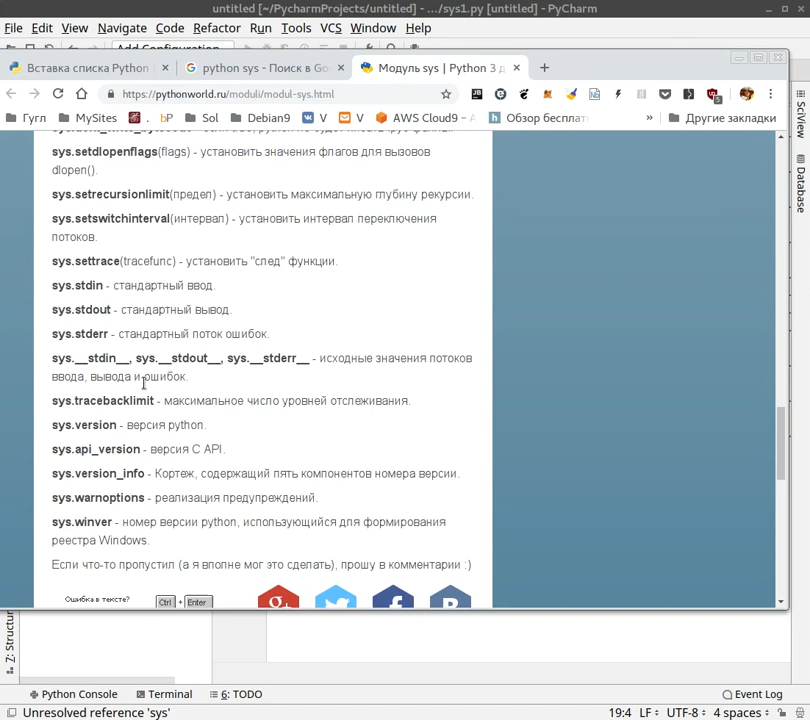 untitled [~/PycharmProjects/untitled] - .../sys1.py [untitled] - PyCharm
File Edit View Navigate Code Refactor Run Tools VCS Window Help
Add Configuration...
Вставка списка Python
python sys - Поиск в Goo
Модуль sys | Python 3 д
https://pythonworld.ru/moduli/modul-sys.html
Гугл MySites . bP Sol Debian9 V V AWS Cloud9 – A Обзор бесплат » Другие закладки
SciView
Database
sys.setdlopenflags(flags) - установить значения флагов для вызовов
dlopen().
sys.setrecursionlimit(предел) - установить максимальную глубину рекурсии.
sys.setswitchinterval(интервал) - установить интервал переключения
потоков.
sys.settrace(tracefunc) - установить "след" функции.
sys.stdin - стандартный ввод.
sys.stdout - стандартный вывод.
sys.stderr - стандартный поток ошибок.
sys.__stdin__, sys.__stdout__, sys.__stderr__ - исходные значения потоков
ввода, вывода и ошибок.
sys.tracebacklimit - максимальное число уровней отслеживания.
sys.version - версия python.
sys.api_version - версия C API.
sys.version_info - Кортеж, содержащий пять компонентов номера версии.
sys.warnoptions - реализация предупреждений.
sys.winver - номер версии python, использующийся для формирования
реестра Windows.
Если что-то пропустил (а я вполне мог это сделать), прошу в комментарии :)
Ошибка в тексте? Ctrl + Enter
Z: Structur
Python Console Terminal 6: TODO Event Log
Unresolved reference 'sys' 19:4 LF UTF-8 4 spaces